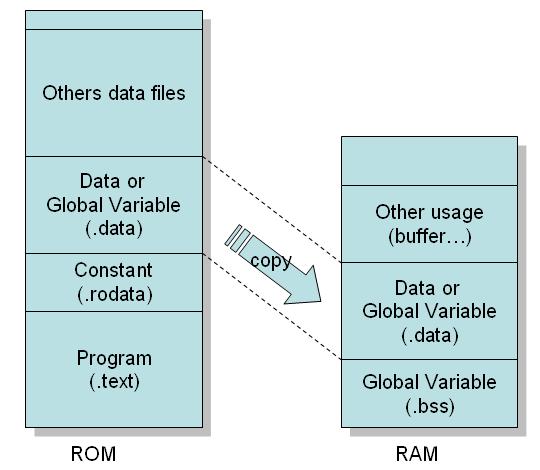 Others data files
Data or
Global Variable
(.data)
Constant
(.rodata)
Program
(.text)
ROM
copy
Other usage
(buffer…)
Data or
Global Variable
(.data)
Global Variable
(.bss)
RAM